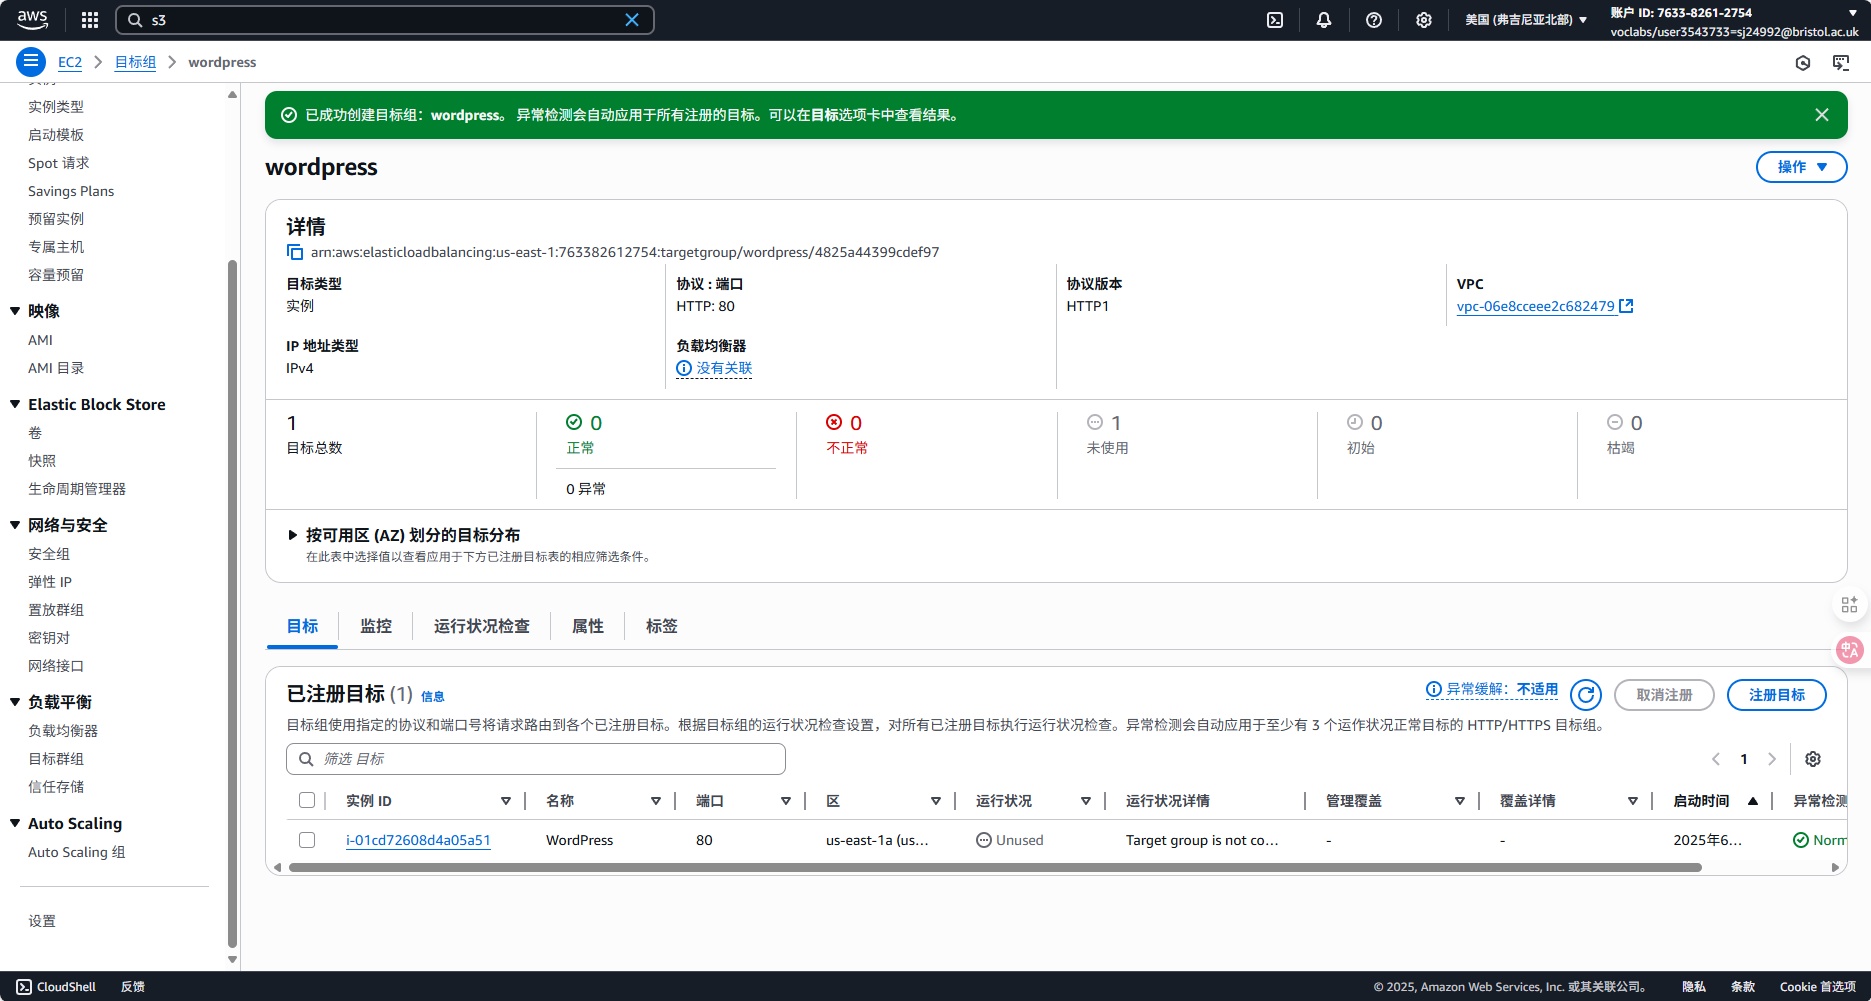 aws
s3
美国 (弗吉尼亚北部)
账户 ID: 7633-8261-2754
voclabs/user3543733=sj24992@bristol.ac.uk
EC2
目标组
wordpress
实例类型
启动模板
Spot 请求
Savings Plans
预留实例
专属主机
容量预留
映像
AMI
AMI 目录
Elastic Block Store
卷
快照
生命周期管理器
网络与安全
安全组
弹性 IP
置放群组
密钥对
网络接口
负载平衡
负载均衡器
目标群组
信任存储
Auto Scaling
Auto Scaling 组
设置
已成功创建目标组：wordpress。 异常检测会自动应用于所有注册的目标。可以在目标选项卡中查看结果。
wordpress
操作
详情
arn:aws:elasticloadbalancing:us-east-1:763382612754:targetgroup/wordpress/4825a44399cdef97
目标类型
实例
协议 : 端口
HTTP: 80
协议版本
HTTP1
VPC
vpc-06e8cceee2c682479
IP 地址类型
IPv4
负载均衡器
没有关联
1
目标总数
0
正常
0 异常
0
不正常
1
未使用
0
初始
0
枯竭
按可用区 (AZ) 划分的目标分布
在此表中选择值以查看应用于下方已注册目标表的相应筛选条件。
目标
监控
运行状况检查
属性
标签
已注册目标 (1) 信息
异常缓解：不适用
取消注册
注册目标
目标组使用指定的协议和端口号将请求路由到各个已注册目标。根据目标组的运行状况检查设置，对所有已注册目标执行运行状况检查。异常检测会自动应用于至少有 3 个运作状况正常目标的 HTTP/HTTPS 目标组。
筛选 目标
1
实例 ID 名称 端口 区 运行状况 运行状况详情 管理覆盖 覆盖详情 启动时间 异常检测
i-01cd72608d4a05a51 WordPress 80 us-east-1a (us... Unused Target group is not co... - - 2025年6... Norm
CloudShell
反馈
© 2025, Amazon Web Services, Inc. 或其关联公司。
隐私
条款
Cookie 首选项